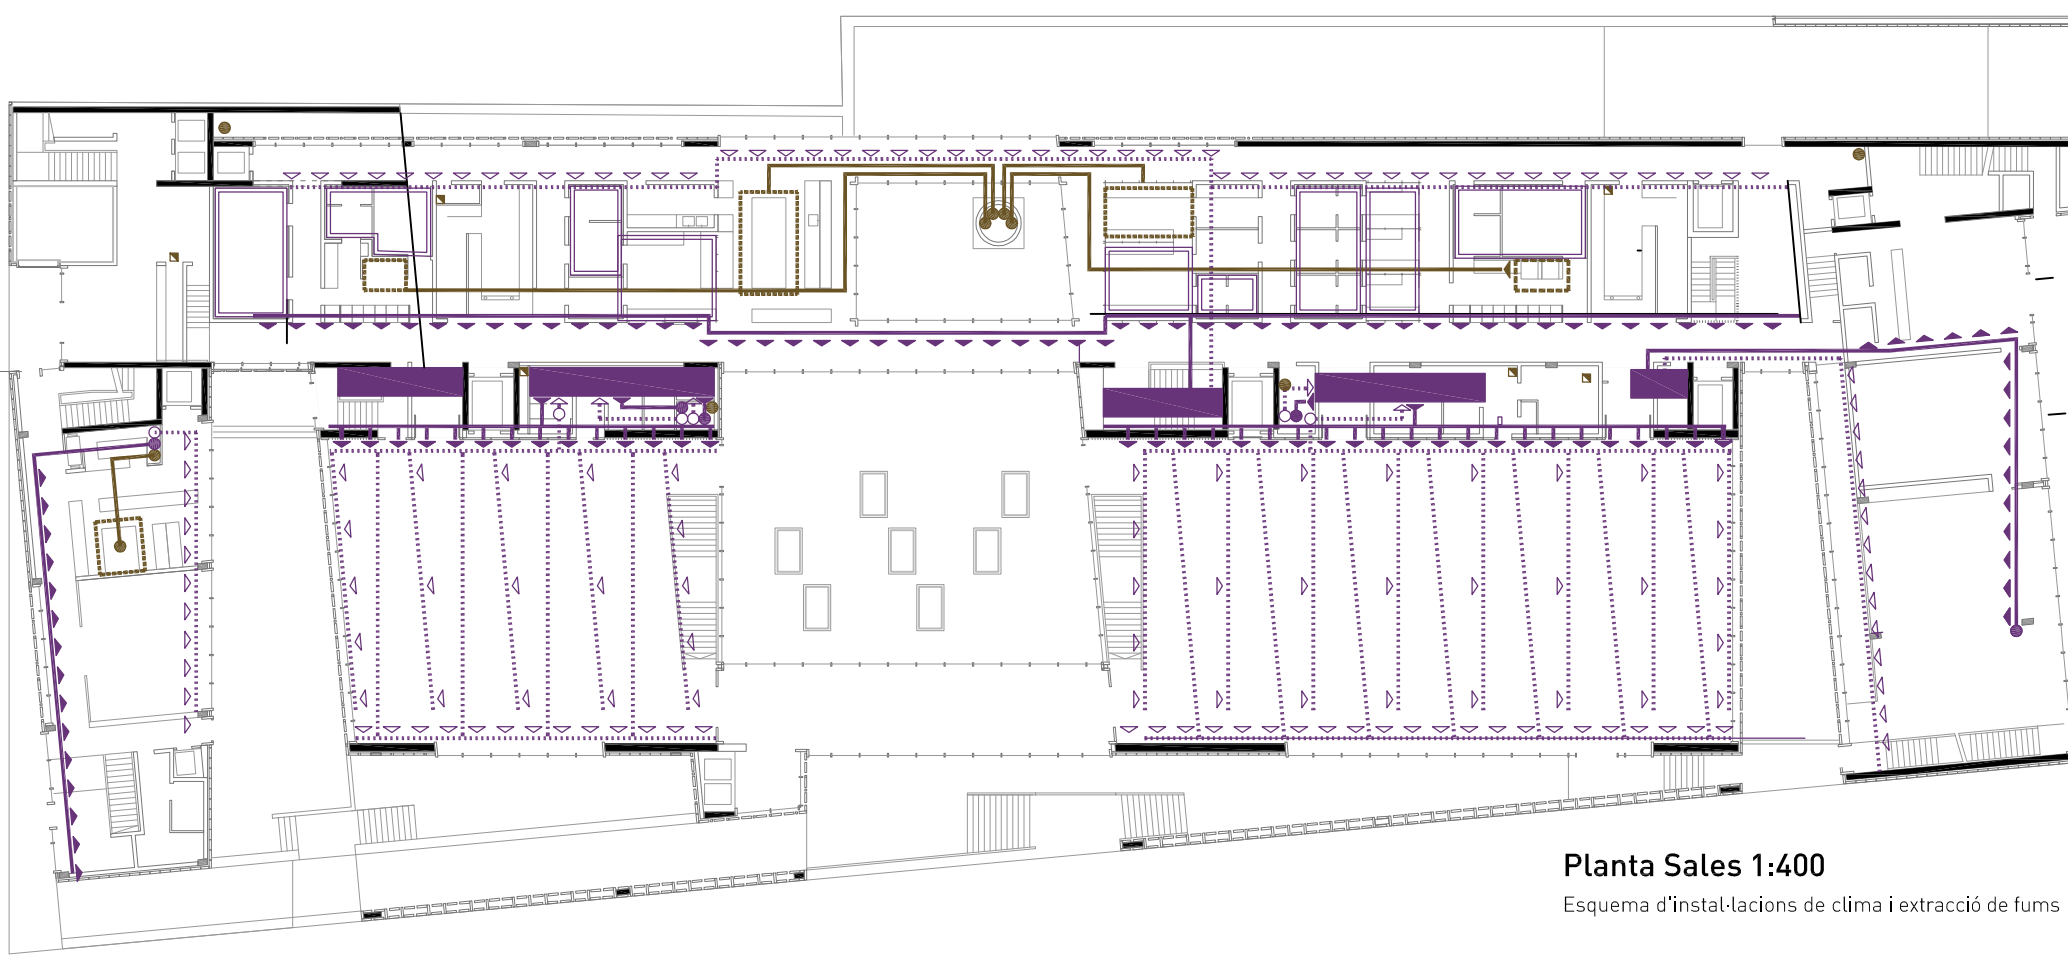 Planta Sales 1:400
Esquema d'instal·lacions de clima i extracció de fums